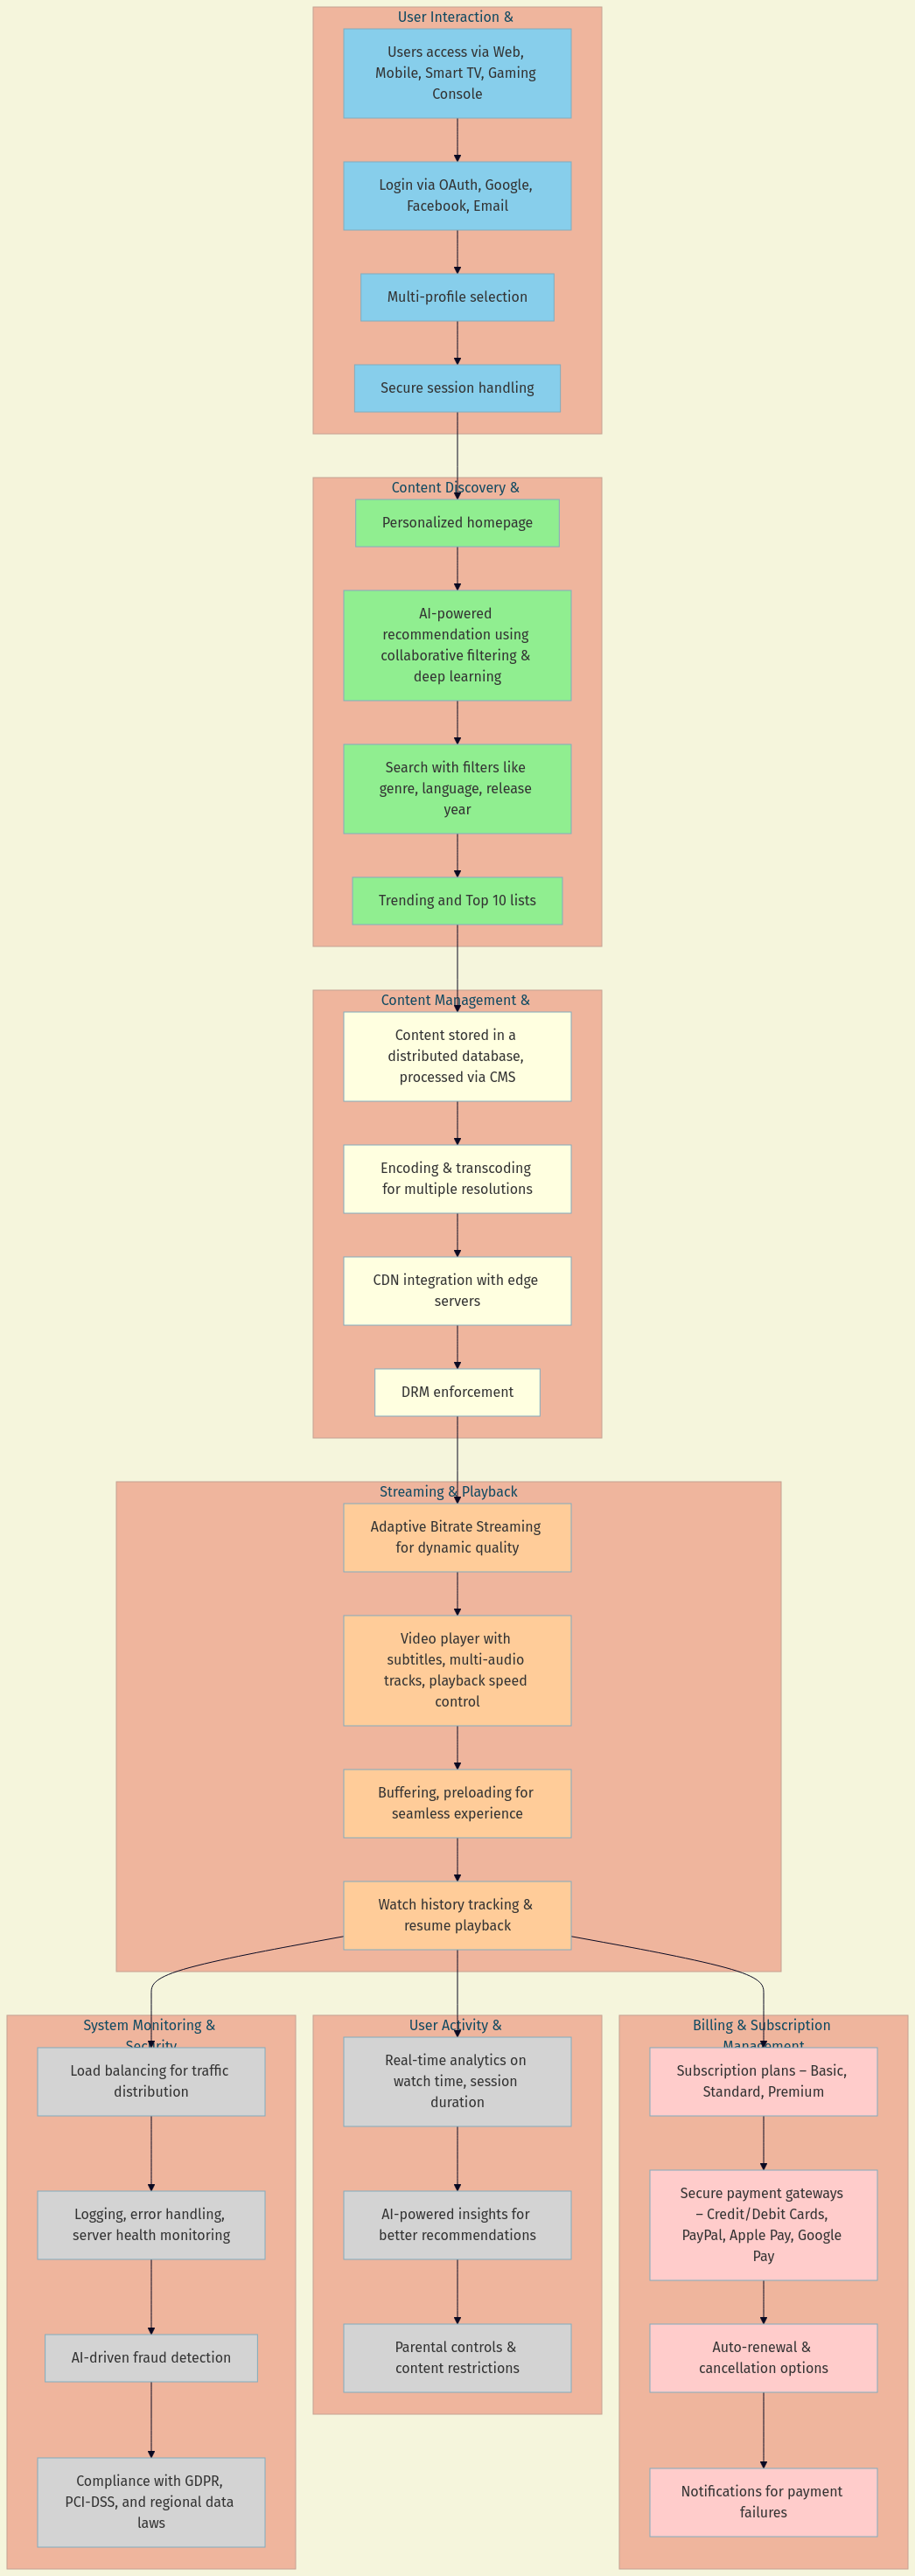 User Interaction &
Users access via Web,
Mobile, Smart TV, Gaming
Console
Login via OAuth, Google,
Facebook, Email
Multi-profile selection
Secure session handling
Content Discovery &
Personalized homepage
AI-powered
recommendation using
collaborative filtering &
deep learning
Search with filters like
genre, language, release
year
Trending and Top 10 lists
Content Management &
Content stored in a
distributed database,
processed via CMS
Encoding & transcoding
for multiple resolutions
CDN integration with edge
servers
DRM enforcement
Streaming & Playback
Adaptive Bitrate Streaming
for dynamic quality
Video player with
subtitles, multi-audio
tracks, playback speed
control
Buffering, preloading for
seamless experience
Watch history tracking &
resume playback
System Monitoring &
Security
Load balancing for traffic
distribution
Logging, error handling,
server health monitoring
AI-driven fraud detection
Compliance with GDPR,
PCI-DSS, and regional data
laws
User Activity &
Real-time analytics on
watch time, session
duration
AI-powered insights for
better recommendations
Parental controls &
content restrictions
Billing & Subscription
Management
Subscription plans – Basic,
Standard, Premium
Secure payment gateways
– Credit/Debit Cards,
PayPal, Apple Pay, Google
Pay
Auto-renewal &
cancellation options
Notifications for payment
failures